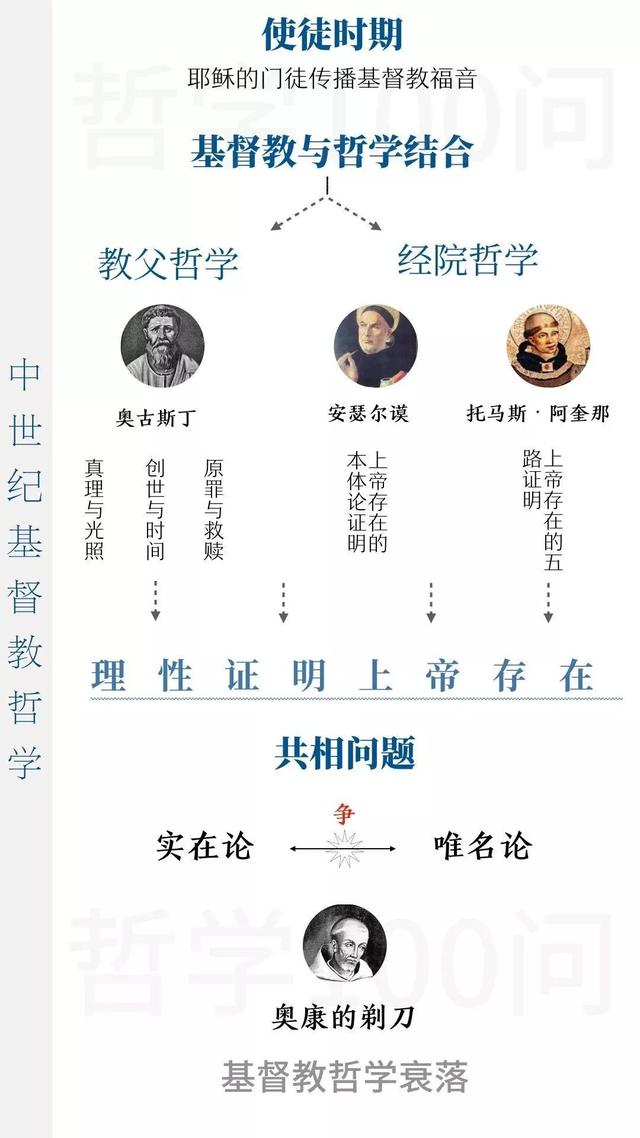 使徒时期
耶稣的门徒传播基督教福音
基督教与哲学结合
教父哲学
经院哲学
奥古斯丁
安瑟尔谟
托马斯·阿奎那
真理与光照
创世与时间
原罪与救赎
上帝存在的
本体论证明
上帝存在的五
路证明
理性证明上帝存在
共相问题
争
实在论
唯名论
奥康的剃刀
基督教哲学衰落
中世纪基督教哲学
哲学100问
哲学100问